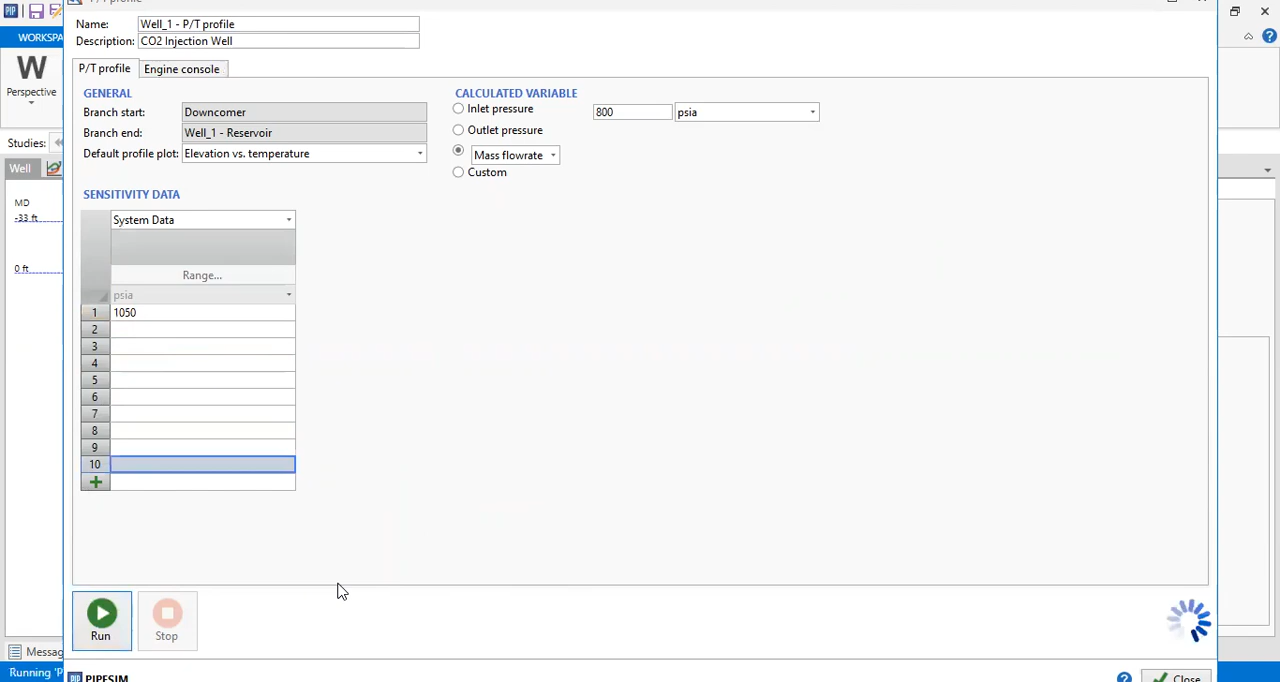 PIP
Name: Well_1 - P/T profile
Description: CO2 Injection Well
WORKSPA
W
Perspective
Studies:
Well
MD
-33 ft
0 ft
P/T profile
Engine console
GENERAL
Branch start: Downcomer
Branch end: Well_1 - Reservoir
Default profile plot: Elevation vs. temperature
CALCULATED VARIABLE
Inlet pressure
800 psia
Outlet pressure
Mass flowrate
Custom
SENSITIVITY DATA
System Data
Range...
psia
1 1050
2
3
4
5
6
7
8
9
10
Run
Stop
Messag
Running 'P
PIP PIPESIM
? Close